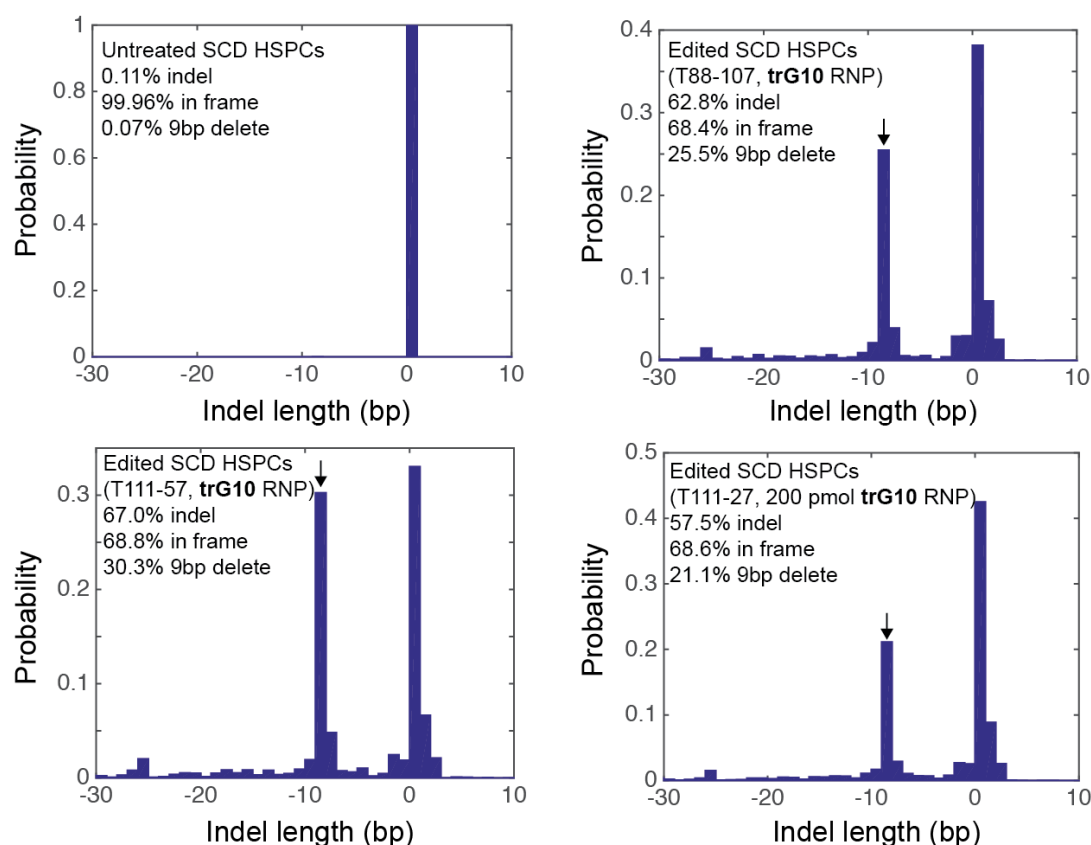 Untreated SCD HSPCs
0.11% indel
99.96% in frame
0.07% 9bp delete
Probability
1
0.8
0.6
0.4
0.2
0
-30
-20
-10
0
10
Indel length (bp)
Edited SCD HSPCs
(T88-107, trG10 RNP)
62.8% indel
68.4% in frame
25.5% 9bp delete
Probability
0.4
0.3
0.2
0.1
0
-30
-20
-10
0
10
Indel length (bp)
Edited SCD HSPCs
(T111-57, trG10 RNP)
67.0% indel
68.8% in frame
30.3% 9bp delete
Probability
0.3
0.2
0.1
0
-30
-20
-10
0
10
Indel length (bp)
Edited SCD HSPCs
(T111-27, 200 pmol trG10 RNP)
57.5% indel
68.6% in frame
21.1% 9bp delete
Probability
0.5
0.4
0.3
0.2
0.1
0
-30
-20
-10
0
10
Indel length (bp)